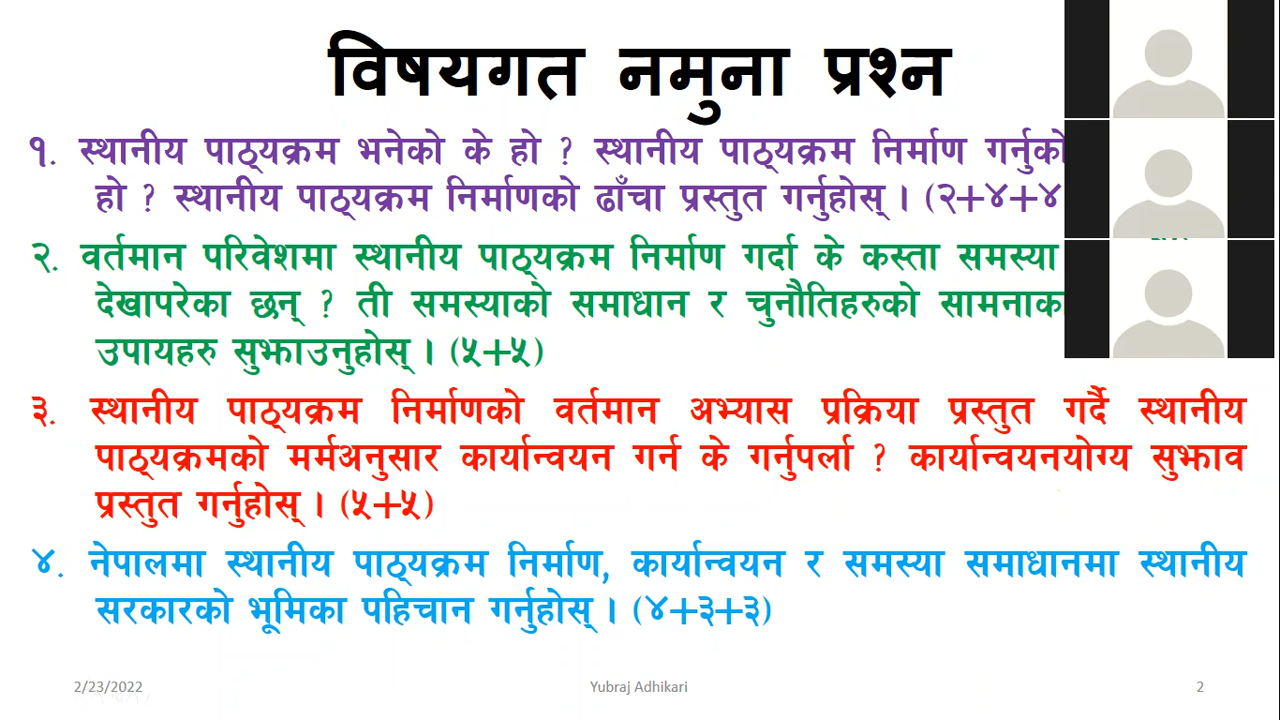 विषयगत नमुना प्रश्न
१. स्थानीय पाठ्यक्रम भनेको के हो ? स्थानीय पाठ्यक्रम निर्माण गर्नुको
हो ? स्थानीय पाठ्यक्रम निर्माणको ढाँचा प्रस्तुत गर्नुहोस् । (२+४+४
२. वर्तमान परिवेशमा स्थानीय पाठ्यक्रम निर्माण गर्दा के कस्ता समस्या
देखापरेका छन् ? ती समस्याको समाधान र चुनौतिहरुको
उपायहरु सुझाउनुहोस् । (५+५)
३. स्थानीय पाठ्यक्रम निर्माणको वर्तमान अभ्यास प्रक्रिया प्रस्तुत गर्दै स्थानीय
पाठ्यक्रमको मर्मअनुसार कार्यान्वयन गर्न के गर्नुपर्ला ? कार्यान्वयनयोग्य सुझाव
प्रस्तुत गर्नुहोस् । (५+५)
४. नेपालमा स्थानीय पाठ्यक्रम निर्माण, कार्यान्वयन र समस्या समाधानमा स्थानीय
सरकारको भूमिका पहिचान गर्नुहोस् । (४+३+३)
2/23/2022
Yubraj Adhikari
2